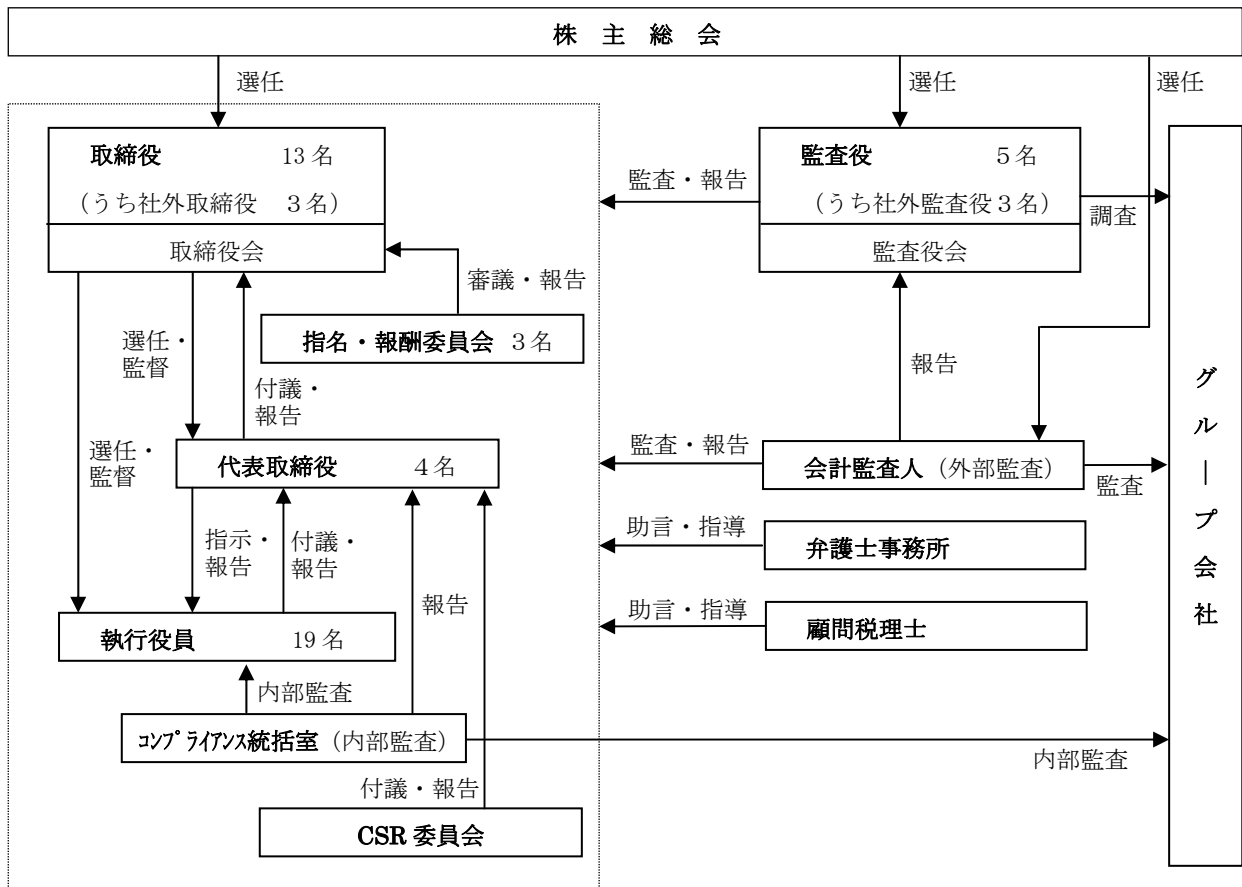 株 主 総 会
選任
選任
選任
取締役 13名
(うち社外取締役 3名)
取締役会
監査・報告
監査役 5名
(うち社外監査役3名)
監査役会
調査
審議・報告
指名・報酬委員会 3名
選任・
監督
付議・
報告
報告
選任・
監督
代表取締役 4名
監査・報告
会計監査人(外部監査)
監査
グループ会社
指示・
報告
付議・
報告
報告
助言・指導
弁護士事務所
執行役員 19名
助言・指導
顧問税理士
内部監査
コンプライアンス統括室(内部監査)
内部監査
付議・報告
CSR委員会